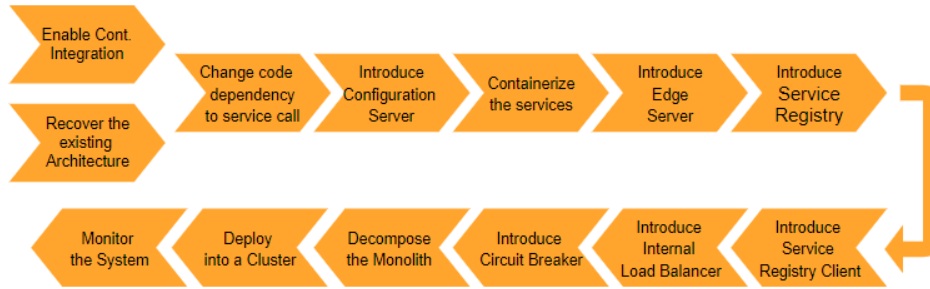 Enable Cont.
Integration
Recover the
existing
Architecture
Change code
dependency
to service call
Introduce
Configuration
Server
Containerize
the services
Introduce
Edge
Server
Introduce
Service
Registry
Introduce
Service
Registry Client
Introduce
Internal
Load Balancer
Introduce
Circuit Breaker
Decompose
the Monolith
Deploy
into a Cluster
Monitor
the System